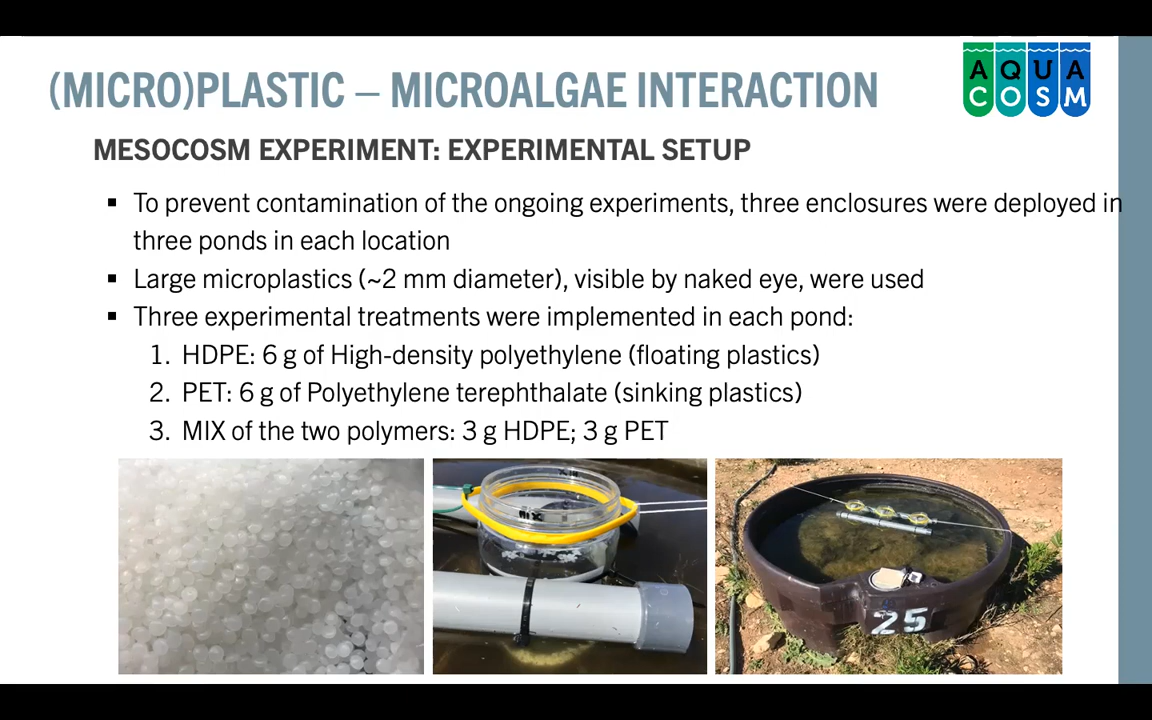 (MICRO)PLASTIC – MICROALGAE INTERACTION
AQUA
COSM
MESOCOSM EXPERIMENT: EXPERIMENTAL SETUP
▪ To prevent contamination of the ongoing experiments, three enclosures were deployed in
three ponds in each location
▪ Large microplastics (~2 mm diameter), visible by naked eye, were used
▪ Three experimental treatments were implemented in each pond:
1. HDPE: 6 g of High-density polyethylene (floating plastics)
2. PET: 6 g of Polyethylene terephthalate (sinking plastics)
3. MIX of the two polymers: 3 g HDPE; 3 g PET
MIX
25